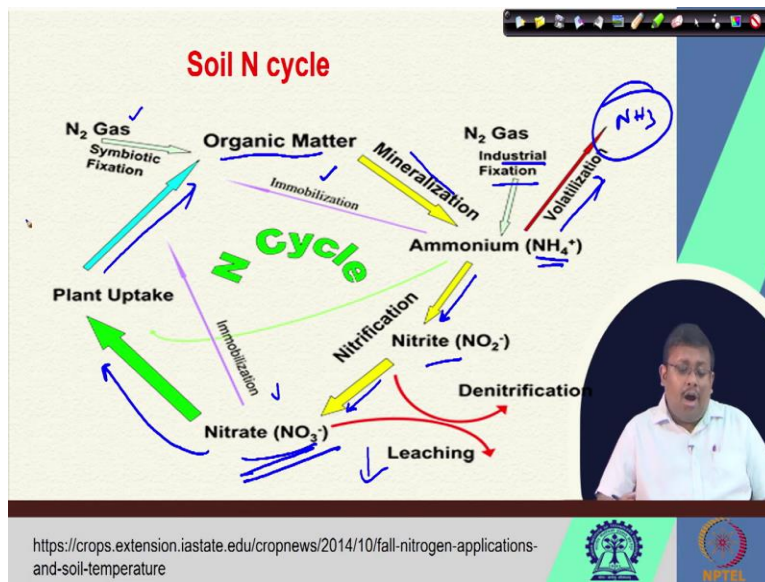 Soil N cycle
N₂ Gas
Symbiotic
Fixation
Organic Matter
Mineralization
N₂ Gas
Industrial
Fixation
Volatilization
NH3
Immobilization
N Cycle
Ammonium (NH₄⁺)
Plant Uptake
Immobilization
Nitrification
Nitrite (NO₂⁻)
Denitrification
Nitrate (NO₃⁻)
Leaching
https://crops.extension.iastate.edu/cropnews/2014/10/fall-nitrogen-applications-
and-soil-temperature
NPTEL